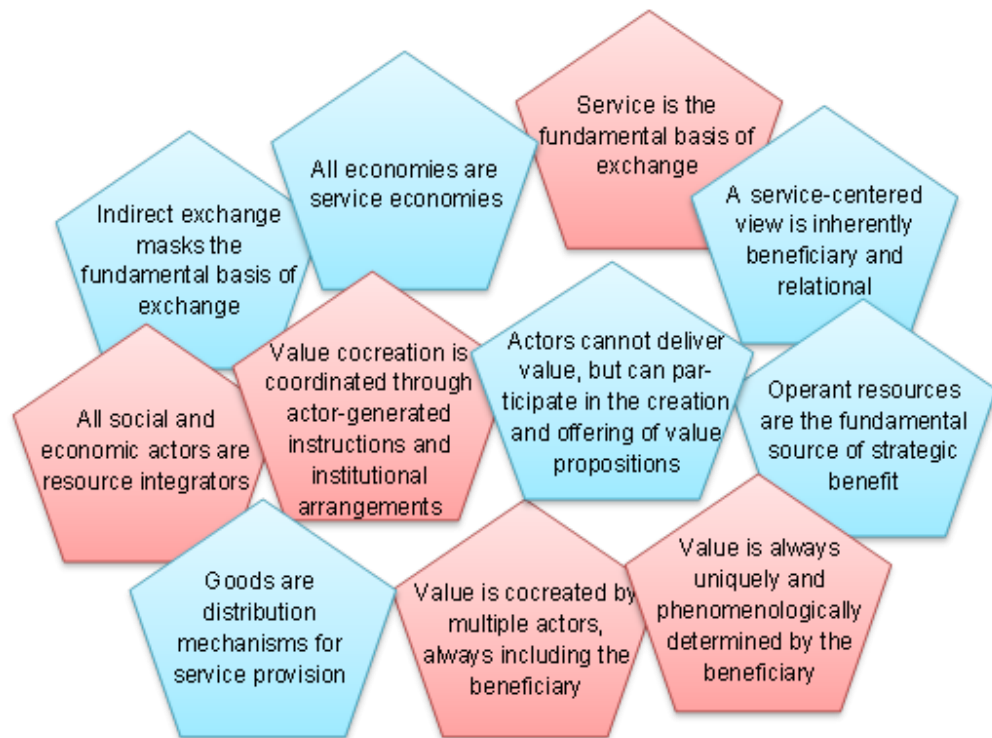 Service is the
fundamental basis of
exchange
All economies are
service economies
Indirect exchange
masks the
fundamental basis of
exchange
A service-centered
view is inherently
beneficiary and
relational
Value cocreation is
coordinated through
actor-generated
instructions and
institutional
arrangements
Actors cannot deliver
value, but can par-
ticipate in the creation
and offering of value
propositions
All social and
economic actors are
resource integrators
Operant resources
are the fundamental
source of strategic
benefit
Goods are
distribution
mechanisms for
service provision
Value is cocreated by
multiple actors,
always including the
beneficiary
Value is always
uniquely and
phenomenologically
determined by the
beneficiary